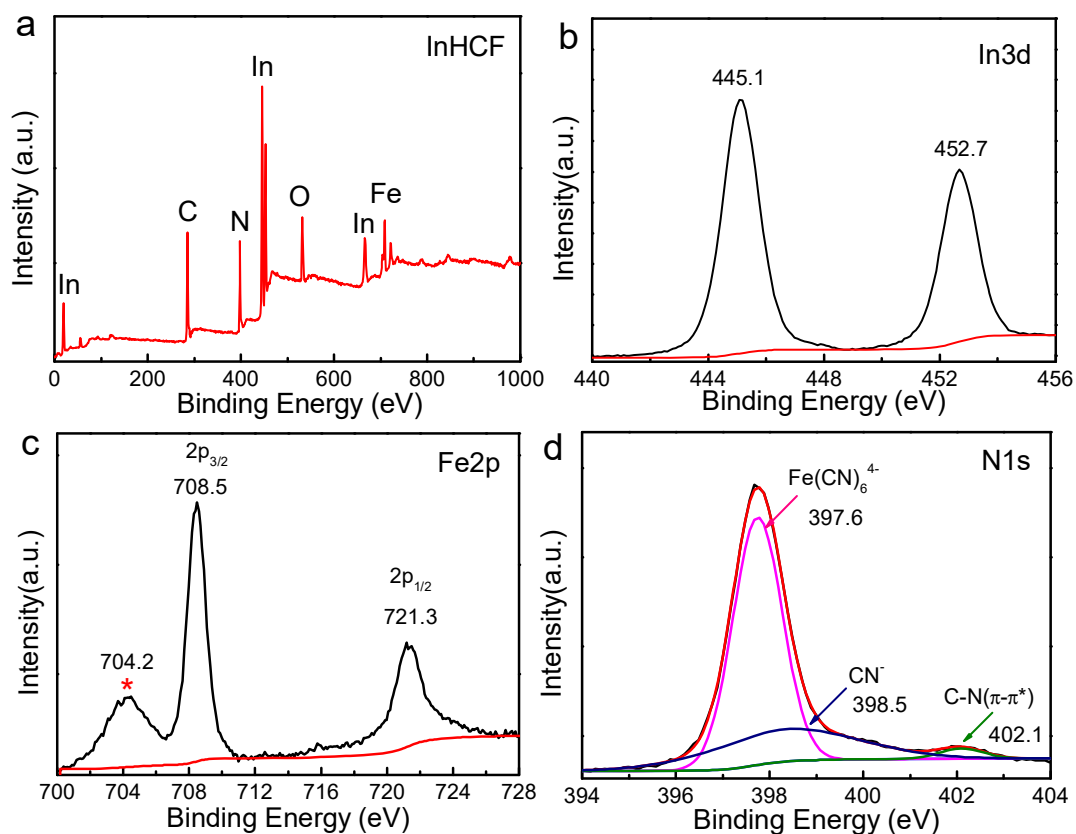 a
InHCF
In
C
N
In
O
In
Fe
Intensity (a.u.)
0 200 400 600 800 1000
Binding Energy (eV)
b
In3d
445.1
452.7
Intensity(a.u.)
440 444 448 452 456
Binding Energy (eV)
c
Fe2p
2p3/2
708.5
2p1/2
721.3
704.2
*
Intensity(a.u.)
700 704 708 712 716 720 724 728
Binding Energy (eV)
d
N1s
Fe(CN)6 4-
397.6
CN-
398.5
C-N(π-π*)
402.1
Intensity(a.u.)
394 396 398 400 402 404
Binding Energy (eV)